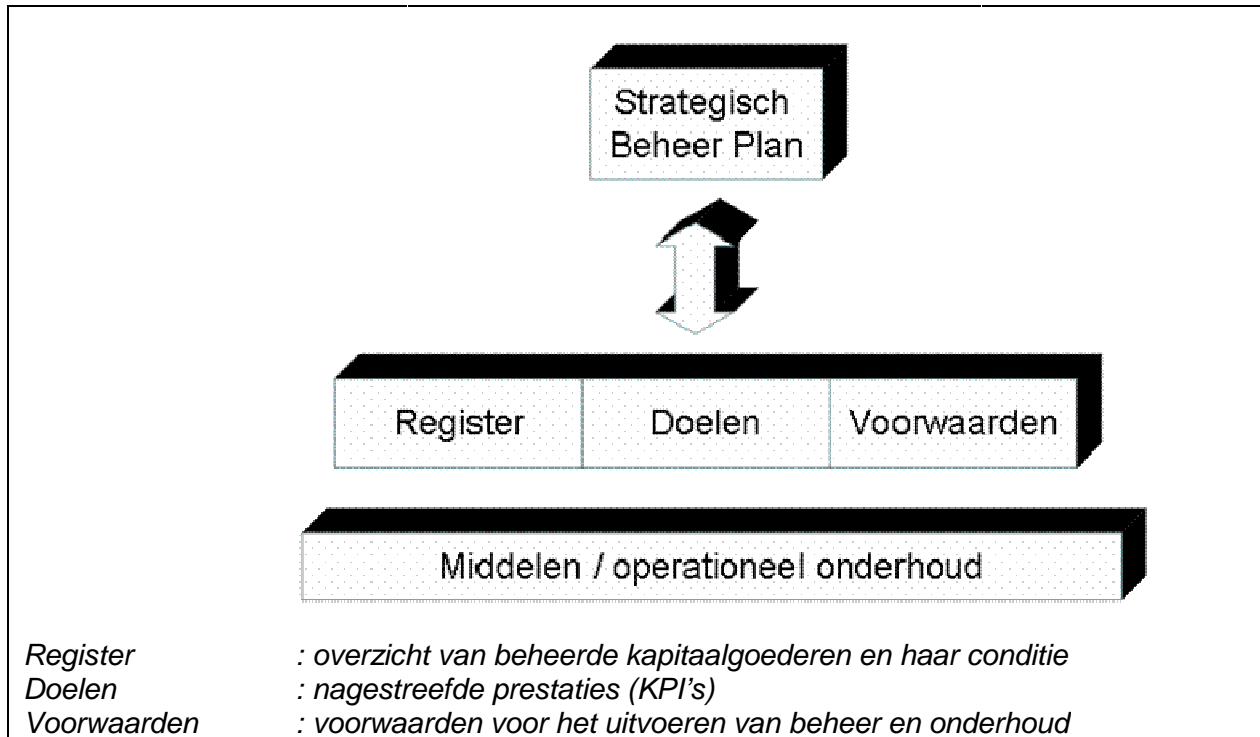 Strategisch
Beheer Plan
Register Doelen Voorwaarden
Middelen / operationeel onderhoud
Register : overzicht van beheerde kapitaalgoederen en haar conditie
Doelen : nagestreefde prestaties (KPI's)
Voorwaarden : voorwaarden voor het uitvoeren van beheer en onderhoud